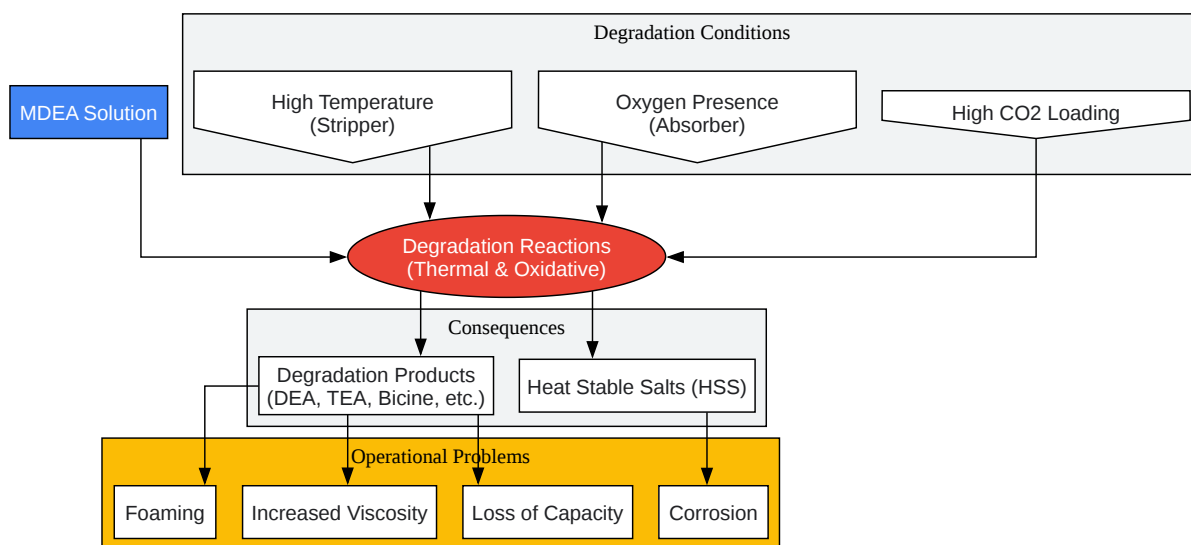 Degradation Conditions
MDEA Solution
High Temperature
(Stripper)
Oxygen Presence
(Absorber)
High CO2 Loading
Degradation Reactions
(Thermal & Oxidative)
Consequences
Degradation Products
(DEA, TEA, Bicine, etc.)
Heat Stable Salts (HSS)
Operational Problems
Foaming
Increased Viscosity
Loss of Capacity
Corrosion